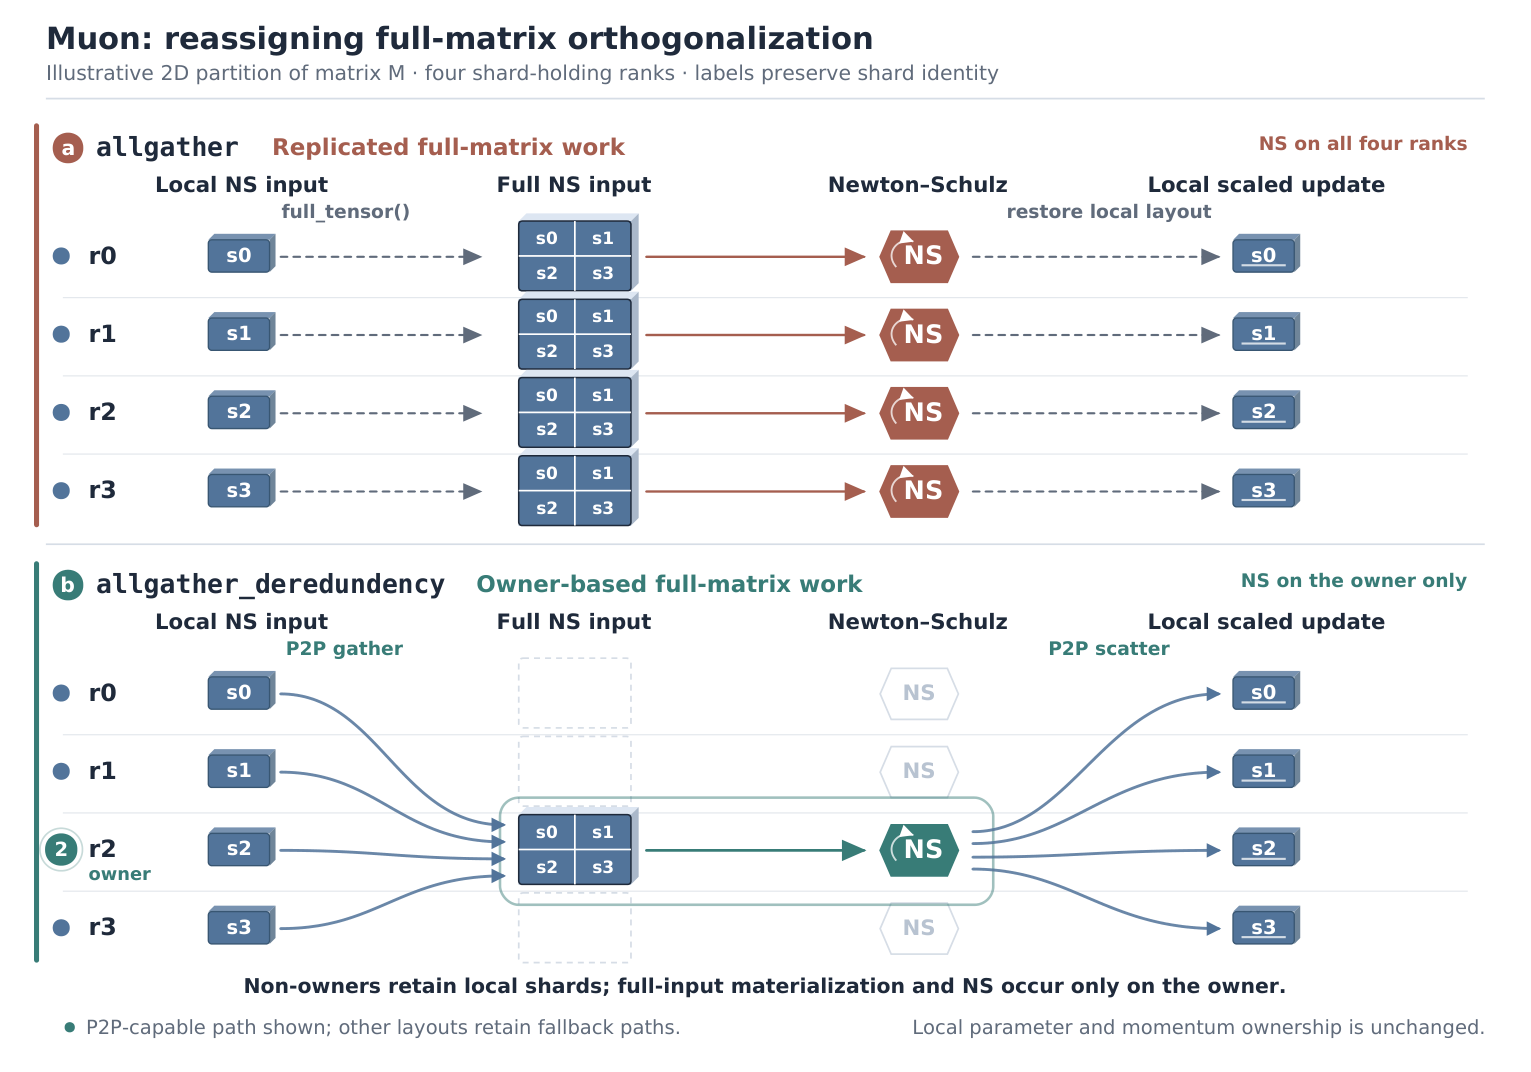 Muon: reassigning full-matrix orthogonalization
Illustrative 2D partition of matrix M · four shard-holding ranks · labels preserve shard identity
a allgather Replicated full-matrix work NS on all four ranks
Local NS input Full NS input Newton–Schulz Local scaled update
full_tensor() restore local layout
r0 s0 s0 s1 s2 s3 NS s0
r1 s1 s0 s1 s2 s3 NS s1
r2 s2 s0 s1 s2 s3 NS s2
r3 s3 s0 s1 s2 s3 NS s3
b allgather_deredundency Owner-based full-matrix work NS on the owner only
Local NS input Full NS input Newton–Schulz Local scaled update
P2P gather P2P scatter
r0 s0 NS s0
r1 s1 NS s1
2 r2 s2 s0 s1 s2 s3 NS s2
owner
r3 s3 NS s3
Non-owners retain local shards; full-input materialization and NS occur only on the owner.
P2P-capable path shown; other layouts retain fallback paths. Local parameter and momentum ownership is unchanged.